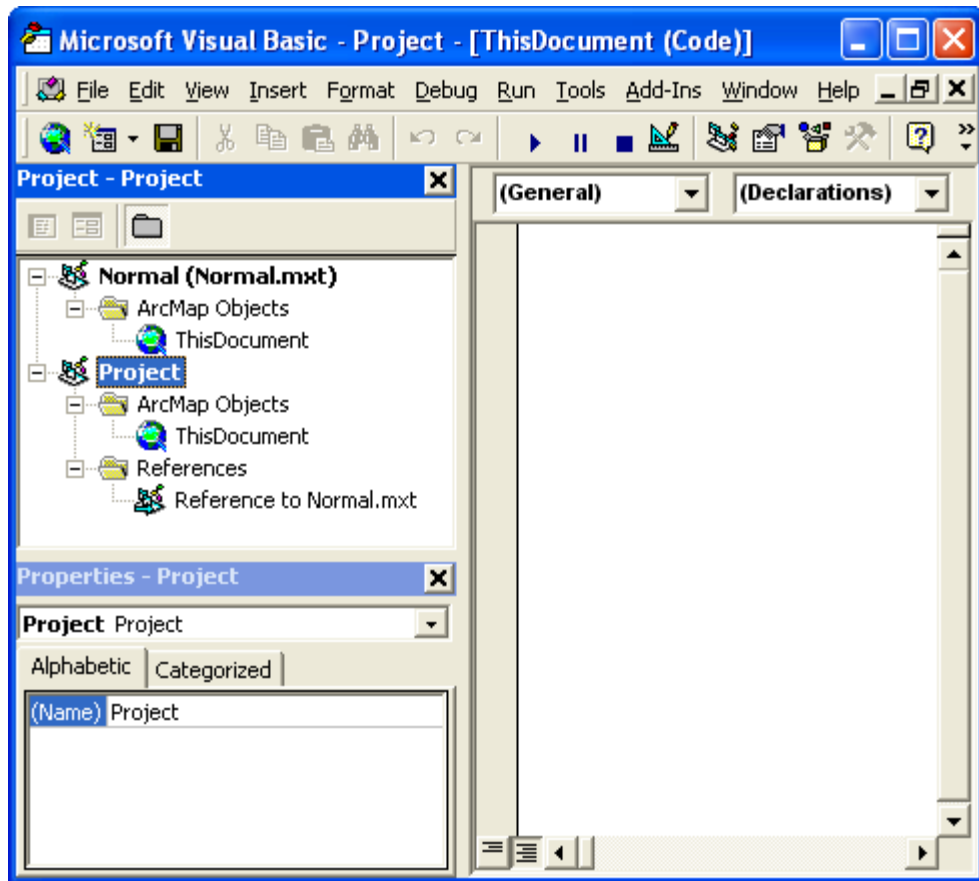 Microsoft Visual Basic - Project - [ThisDocument (Code)]
File Edit View Insert Format Debug Run Tools Add-Ins Window Help
Project - Project
(General) (Declarations)
Normal (Normal.mxt)
ArcMap Objects
ThisDocument
Project
ArcMap Objects
ThisDocument
References
Reference to Normal.mxt
Properties - Project
Project Project
Alphabetic Categorized
(Name) Project